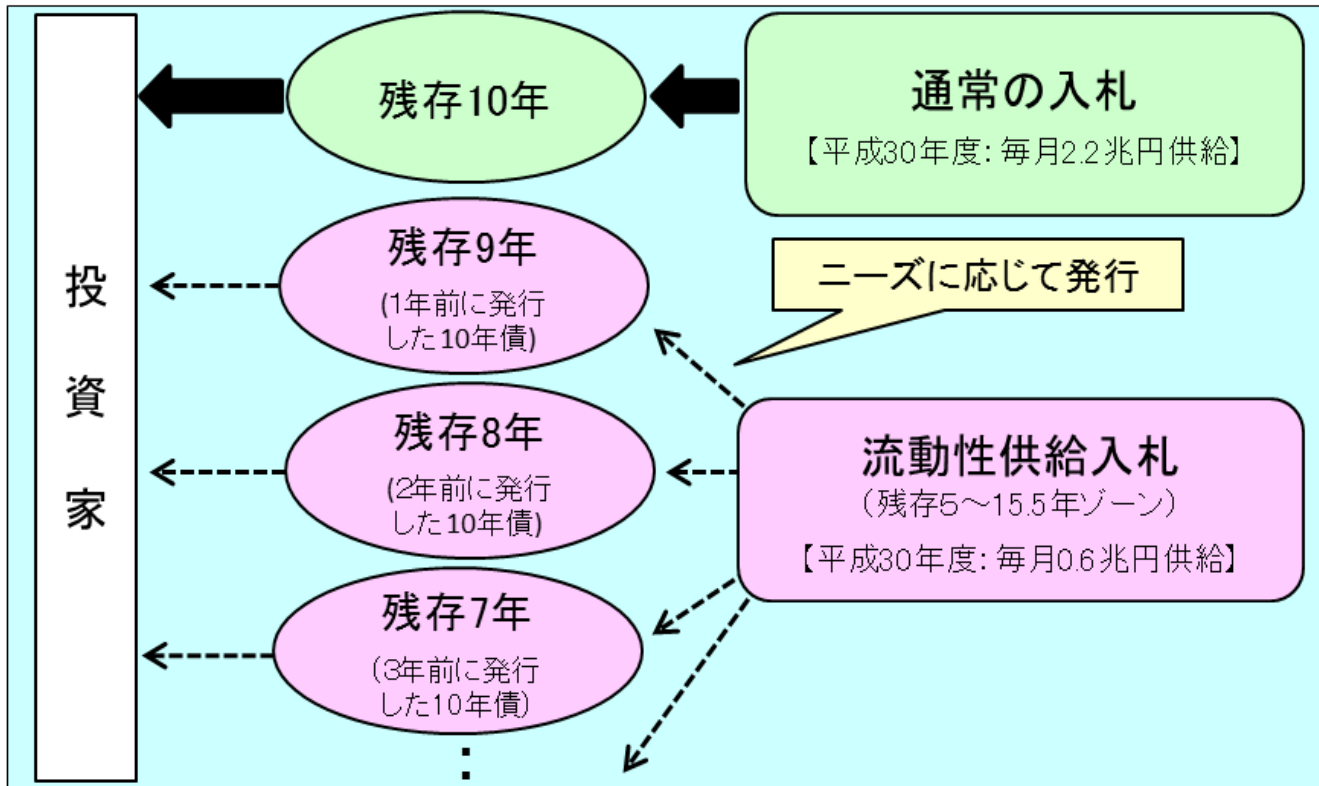 投資家
残存10年
通常の入札
【平成30年度:毎月2.2兆円供給】
残存9年
(1年前に発行
した10年債)
ニーズに応じて発行
残存8年
(2年前に発行
した10年債)
流動性供給入札
(残存5～15.5年ゾーン)
【平成30年度:毎月0.6兆円供給】
残存7年
(3年前に発行
した10年債)
: